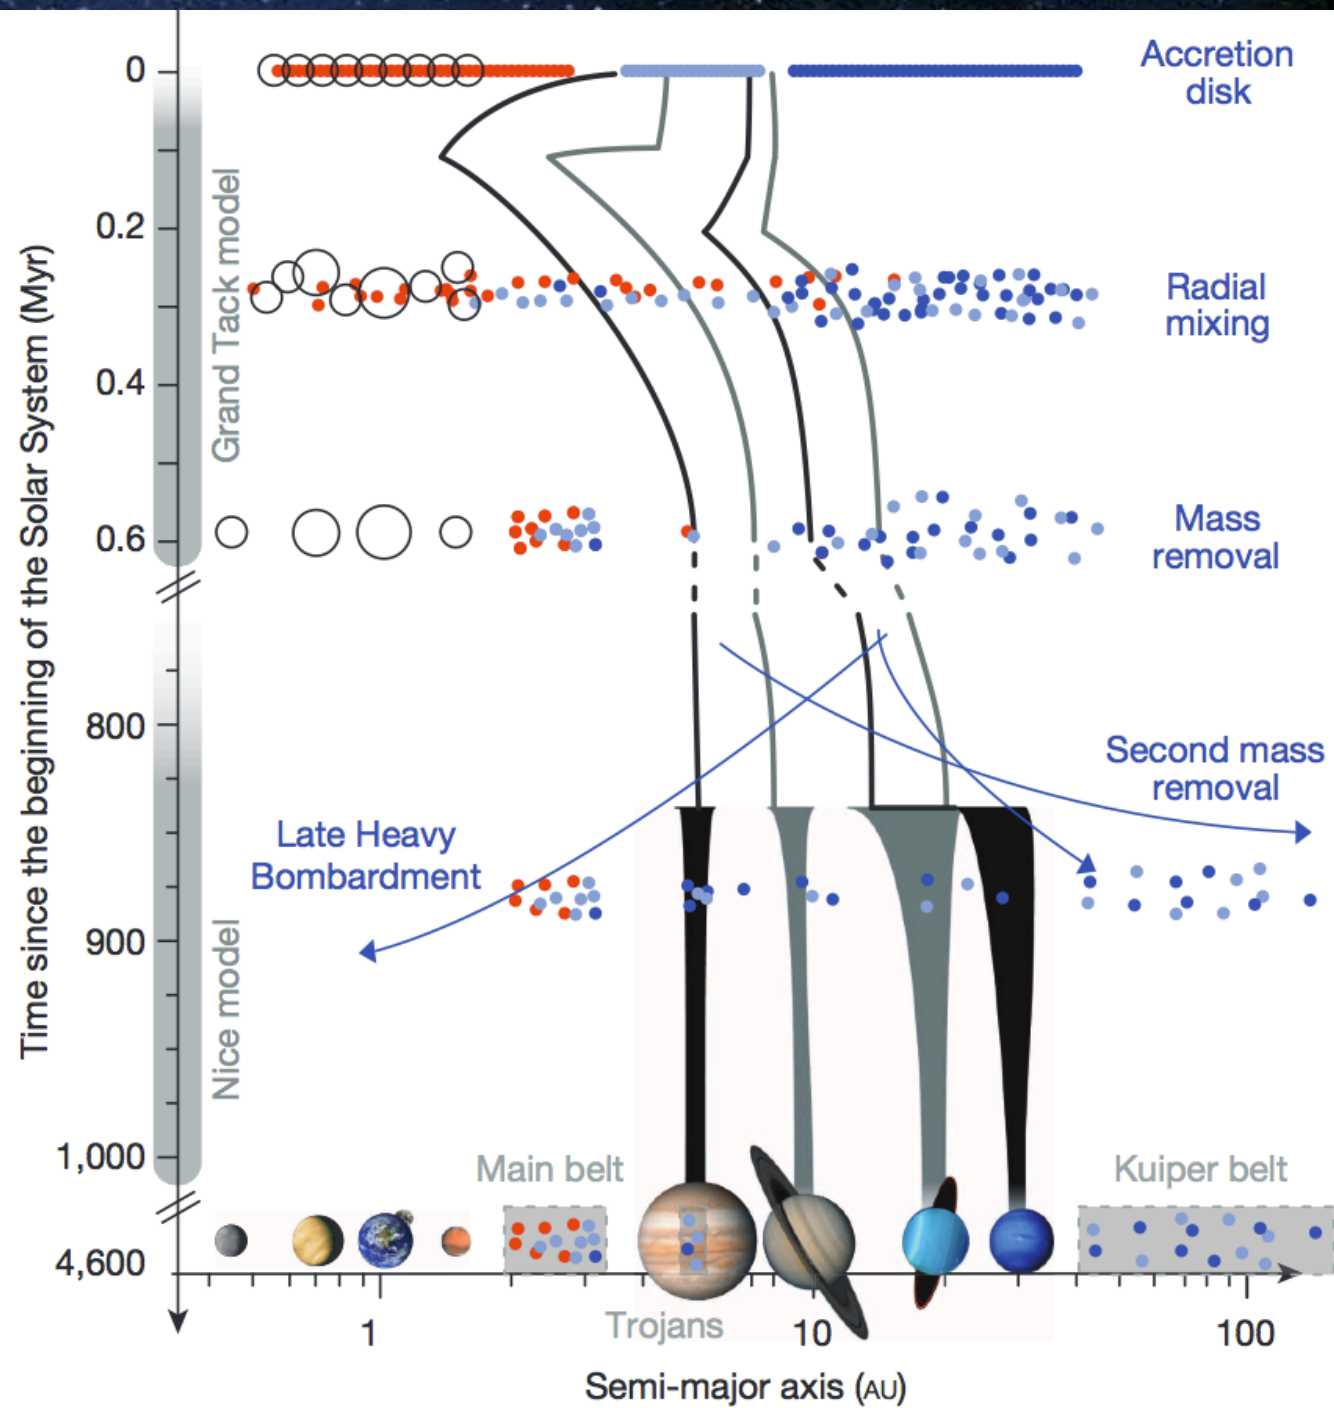 Accretion
disk
0
0.2
Radial
mixing
0.4
Mass
removal
0.6
Grand Tack model
Time since the beginning of the Solar System (Myr)
800
Second mass
removal
Late Heavy
Bombardment
900
Nice model
1,000
Main belt
Kuiper belt
4,600
Trojans
1
10
100
Semi-major axis (AU)